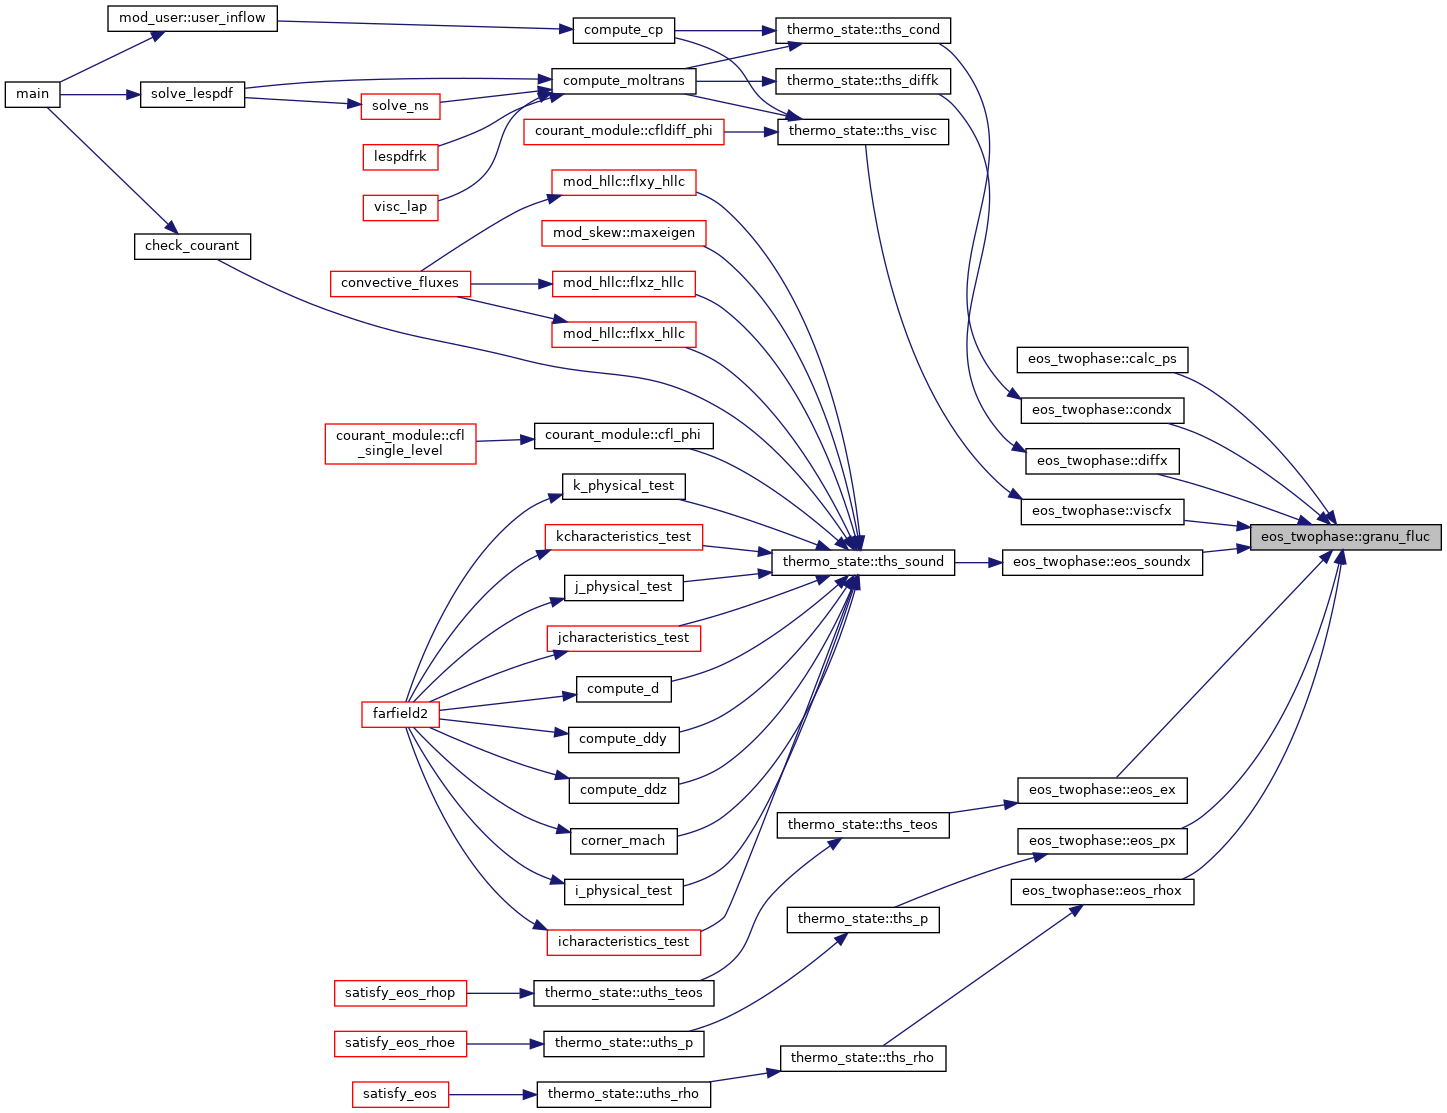 mod_user::user_inflow
compute_cp
thermo_state::ths_cond
main
solve_lespdf
compute_moltrans
thermo_state::ths_diffk
solve_ns
courant_module::cfldiff_phi
thermo_state::ths_visc
lespdfrk
mod_hllc::flxy_hllc
visc_lap
mod_skew::maxeigen
check_courant
convective_fluxes
mod_hllc::flxz_hllc
mod_hllc::flxx_hllc
eos_twophase::calc_ps
eos_twophase::condx
courant_module::cfl
_single_level
courant_module::cfl_phi
eos_twophase::diffx
k_physical_test
eos_twophase::viscfx
kcharacteristics_test
eos_twophase::granu_fluc
thermo_state::ths_sound
eos_twophase::eos_soundx
j_physical_test
jcharacteristics_test
compute_d
farfield2
compute_ddy
compute_ddz
eos_twophase::eos_ex
thermo_state::ths_teos
corner_mach
eos_twophase::eos_px
i_physical_test
eos_twophase::eos_rhox
thermo_state::ths_p
icharacteristics_test
satisfy_eos_rhop
thermo_state::uths_teos
satisfy_eos_rhoe
thermo_state::uths_p
thermo_state::ths_rho
satisfy_eos
thermo_state::uths_rho